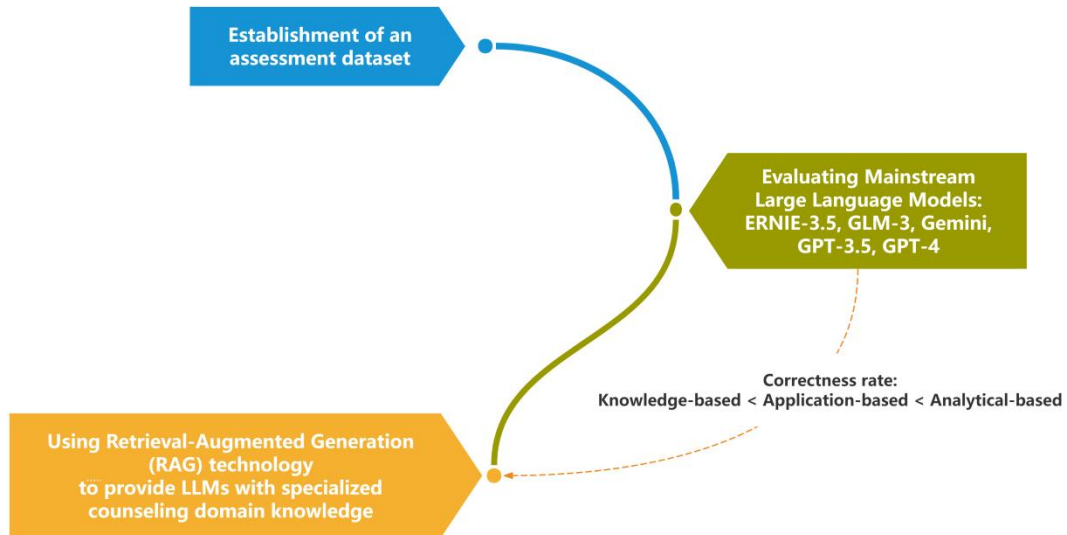 Establishment of an
assessment dataset
Evaluating Mainstream
Large Language Models:
ERNIE-3.5, GLM-3, Gemini,
GPT-3.5, GPT-4
Correctness rate:
Knowledge-based < Application-based < Analytical-based
Using Retrieval-Augmented Generation
(RAG) technology
to provide LLMs with specialized
counseling domain knowledge